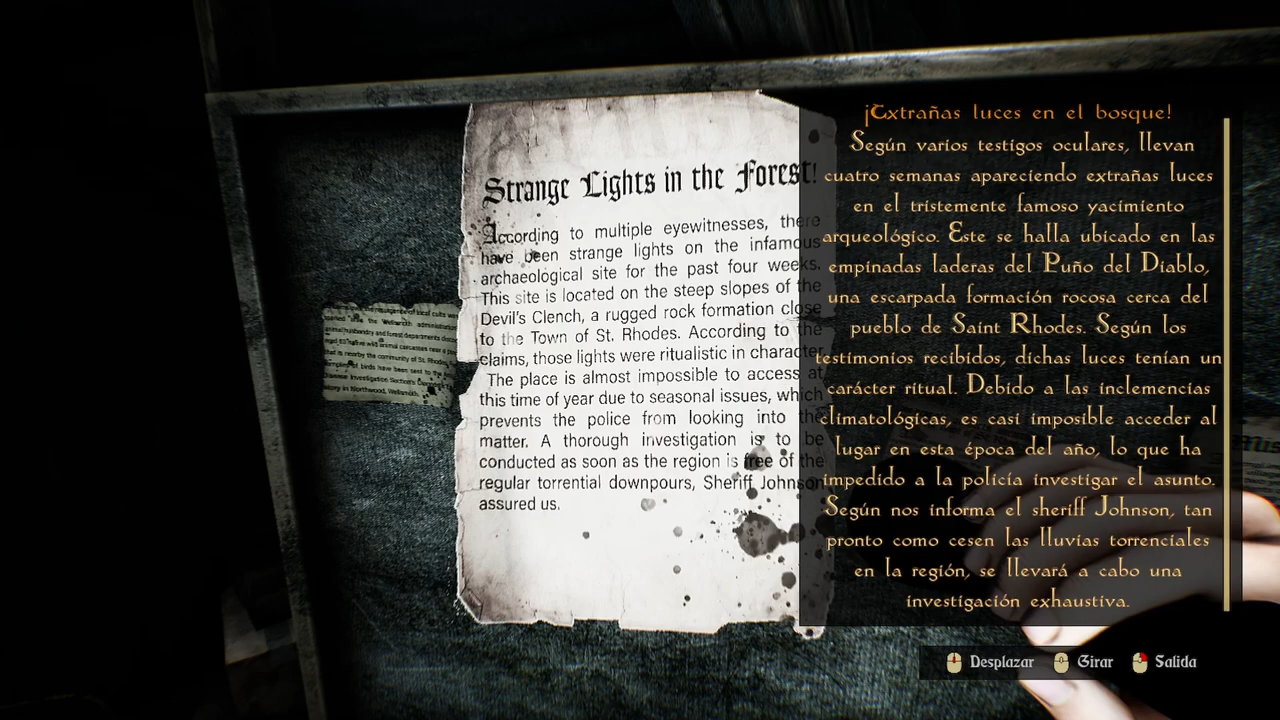 Strange Lights in the Forest!
According to multiple eyewitnesses, there
have been strange lights on the infamous
archaeological site for the past four weeks.
This site is located on the steep slopes of the
Devil's Clench, a rugged rock formation close
to the Town of St. Rhodes. According to the
claims, those lights were ritualistic in character.
The place is almost impossible to access at
this time of year due to seasonal issues, which
prevents the police from looking into the
matter. A thorough investigation is to be
conducted as soon as the region is free of the
regular torrential downpours, Sheriff Johnson
assured us.
¡Extrañas luces en el bosque!
Según varios testigos oculares, llevan
cuatro semanas apareciendo extrañas luces
en el tristemente famoso yacimiento
arqueológico. Este se halla ubicado en las
empinadas laderas del Puño del Diablo,
una escarpada formación rocosa cerca del
pueblo de Saint Rhodes. Según los
testimonios recibidos, dichas luces tenían un
carácter ritual. Debido a las inclemencias
climatológicas, es casi imposible acceder al
lugar en esta época del año, lo que ha
impedido a la policía investigar el asunto.
Según nos informa el sheriff Johnson, tan
pronto como cesen las lluvias torrenciales
en la región, se llevará a cabo una
investigación exhaustiva.
Desplazar Girar Salida